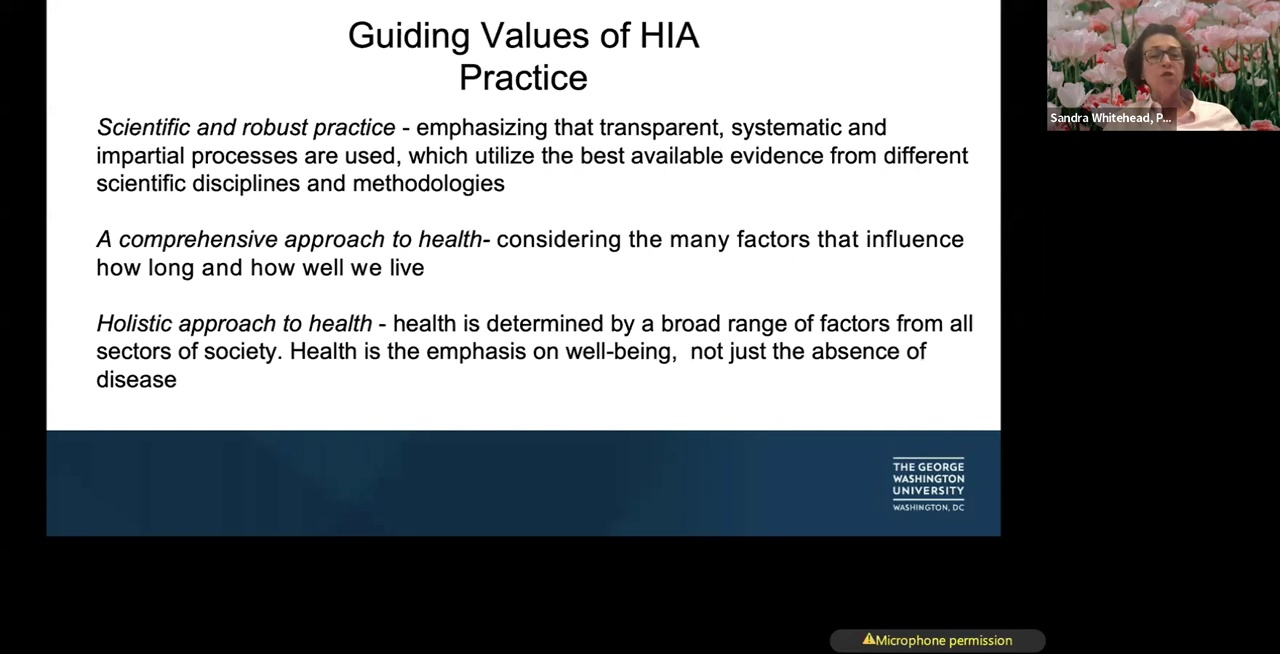 Guiding Values of HIA
Practice
Scientific and robust practice - emphasizing that transparent, systematic and
impartial processes are used, which utilize the best available evidence from different
scientific disciplines and methodologies
A comprehensive approach to health- considering the many factors that influence
how long and how well we live
Holistic approach to health - health is determined by a broad range of factors from all
sectors of society. Health is the emphasis on well-being,  not just the absence of
disease
THE GEORGE
WASHINGTON
UNIVERSITY
WASHINGTON, DC
Sandra Whitehead, P...
Microphone permission